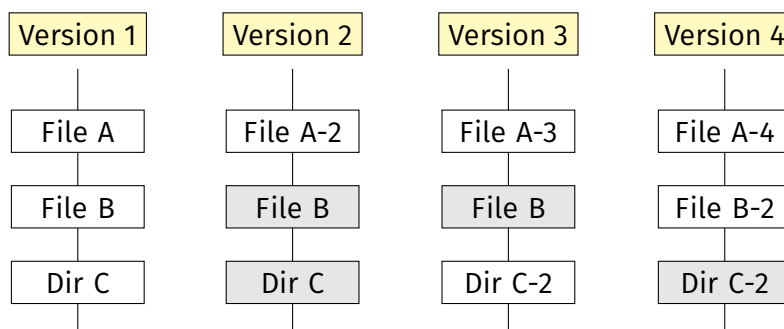 Version 1 Version 2 Version 3 Version 4
File A File A-2 File A-3 File A-4
File B File B File B File B-2
Dir C Dir C Dir C-2 Dir C-2